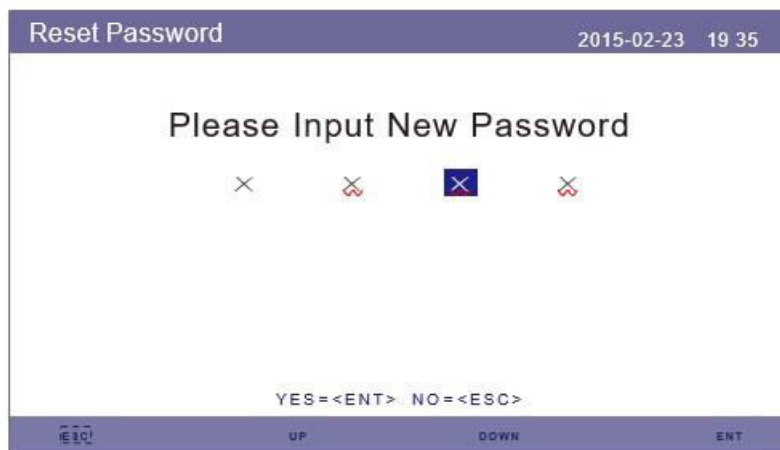 Reset Password 2015-02-23 19 35
Please Input New Password
× × × ×
YES=<ENT> NO=<ESC>
ESC UP DOWN ENT